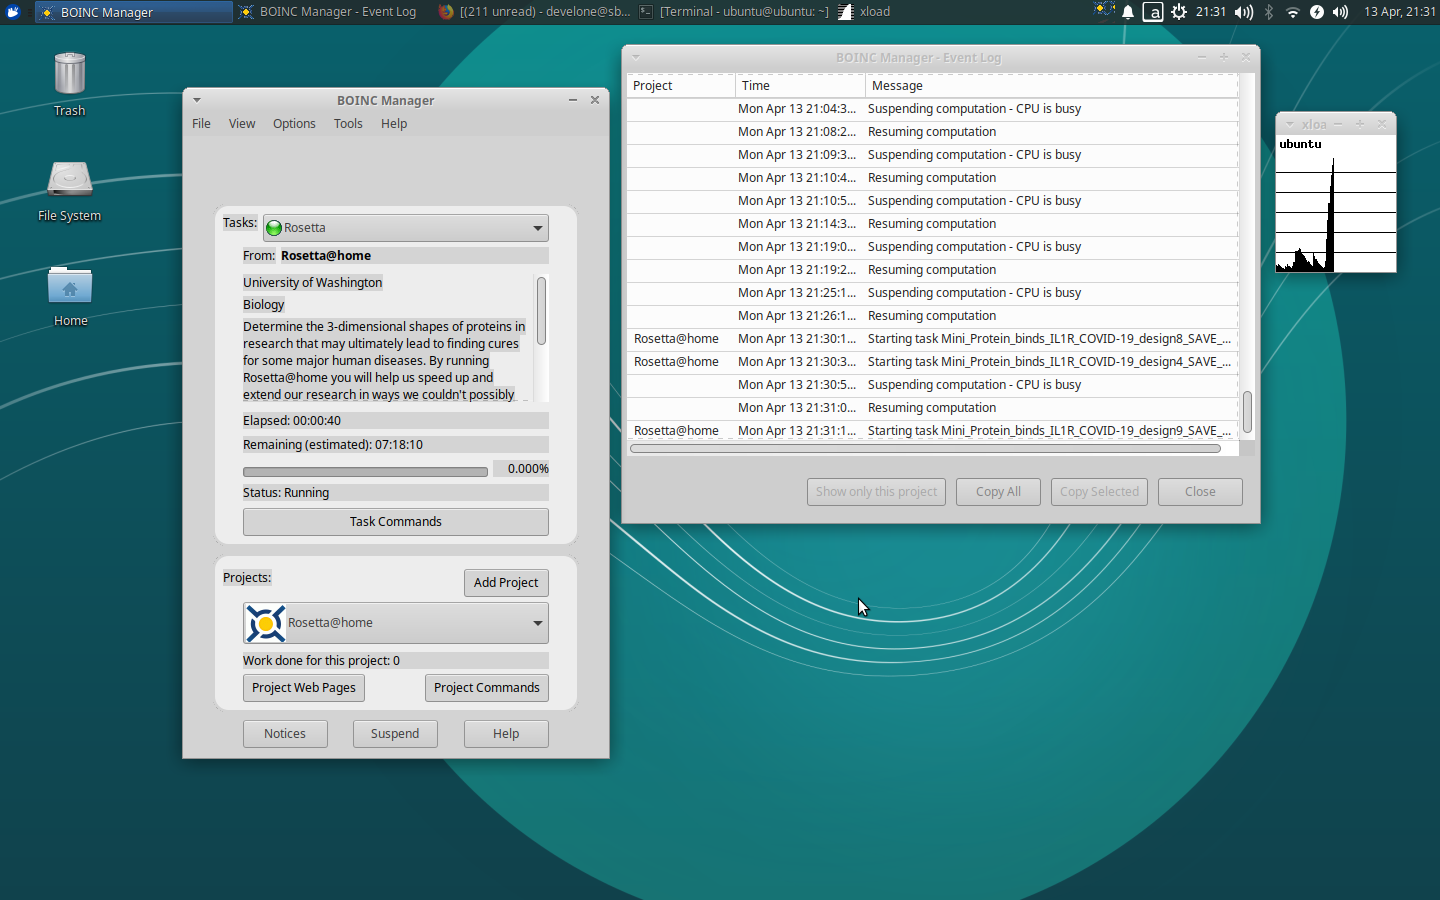 BOINC Manager
BOINC Manager - Event Log
[(211 unread) - develone@sb...
[Terminal - ubuntu@ubuntu: ~]
xload
a
21:31
13 Apr, 21:31
Trash
File System
Home
BOINC Manager
File View Options Tools Help
Tasks: Rosetta
From: Rosetta@home
University of Washington
Biology
Determine the 3-dimensional shapes of proteins in
research that may ultimately lead to finding cures
for some major human diseases. By running
Rosetta@home you will help us speed up and
extend our research in ways we couldn't possibly
Elapsed: 00:00:40
Remaining (estimated): 07:18:10
0.000%
Status: Running
Task Commands
Projects:
Add Project
Rosetta@home
Work done for this project: 0
Project Web Pages Project Commands
Notices Suspend Help
BOINC Manager - Event Log
Project Time Message
Mon Apr 13 21:04:3... Suspending computation - CPU is busy
Mon Apr 13 21:08:2... Resuming computation
Mon Apr 13 21:09:3... Suspending computation - CPU is busy
Mon Apr 13 21:10:4... Resuming computation
Mon Apr 13 21:10:5... Suspending computation - CPU is busy
Mon Apr 13 21:14:3... Resuming computation
Mon Apr 13 21:19:0... Suspending computation - CPU is busy
Mon Apr 13 21:19:2... Resuming computation
Mon Apr 13 21:25:1... Suspending computation - CPU is busy
Mon Apr 13 21:26:1... Resuming computation
Rosetta@home Mon Apr 13 21:30:1... Starting task Mini_Protein_binds_IL1R_COVID-19_design8_SAVE_...
Rosetta@home Mon Apr 13 21:30:3... Starting task Mini_Protein_binds_IL1R_COVID-19_design4_SAVE_...
Mon Apr 13 21:30:5... Suspending computation - CPU is busy
Mon Apr 13 21:31:0... Resuming computation
Rosetta@home Mon Apr 13 21:31:1... Starting task Mini_Protein_binds_IL1R_COVID-19_design9_SAVE_...
Show only this project Copy All Copy Selected Close
xloa
ubuntu